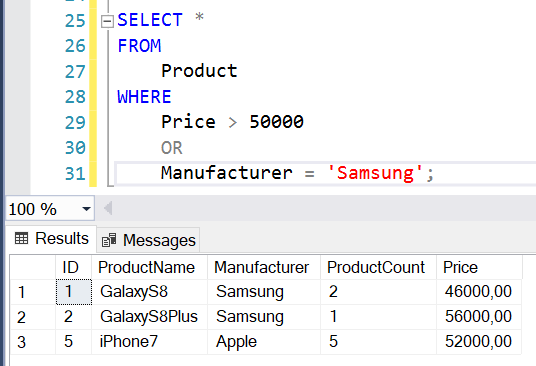 25 SELECT *
26 FROM
27 Product
28 WHERE
29 Price > 50000
30 OR
31 Manufacturer = 'Samsung';
100 %
Results Messages
ID ProductName Manufacturer ProductCount Price
1 1 GalaxyS8 Samsung 2 46000,00
2 2 GalaxyS8Plus Samsung 1 56000,00
3 5 iPhone7 Apple 5 52000,00